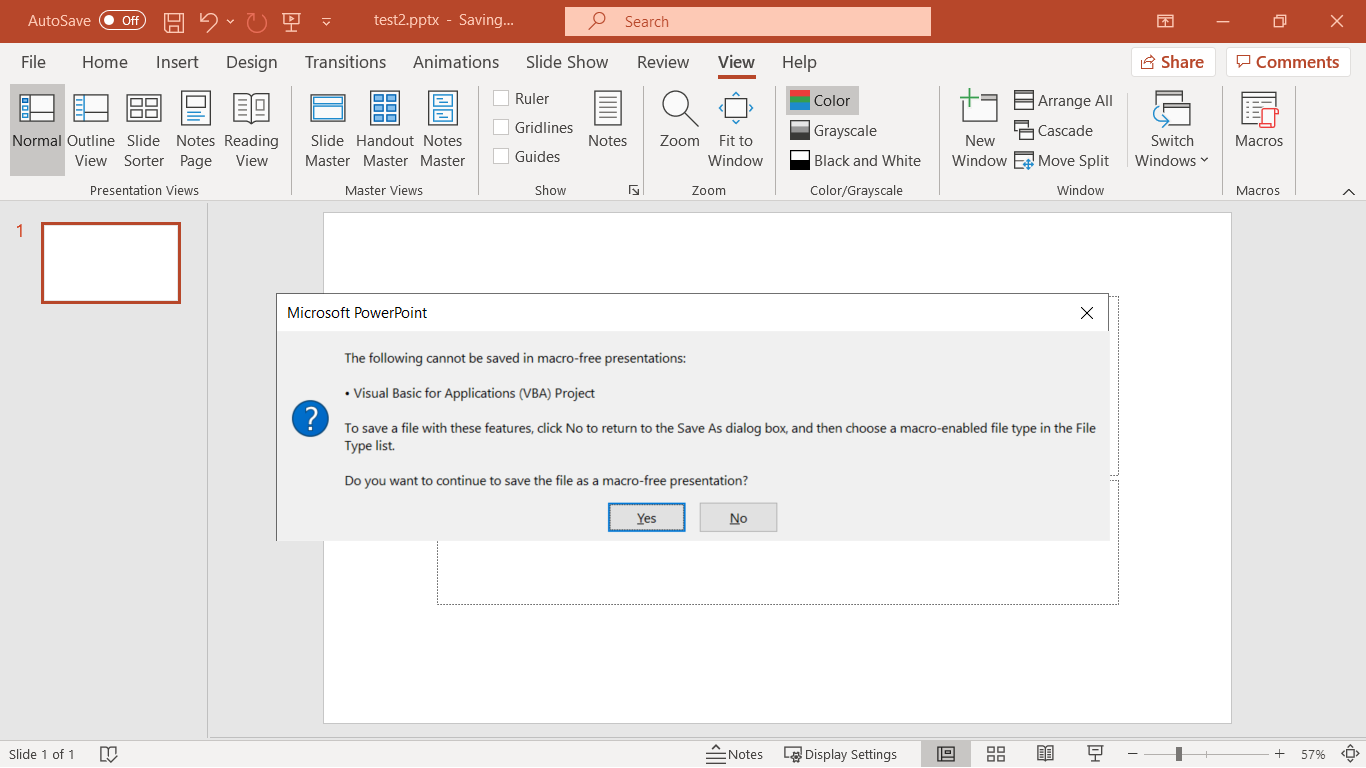 AutoSave Off test2.pptx - Saving... Search
File Home Insert Design Transitions Animations Slide Show Review View Help Share Comments
Normal Outline View Slide Sorter Notes Page Reading View
Presentation Views
Slide Master Handout Master Notes Master
Master Views
Ruler
Gridlines
Guides
Notes
Show
Zoom Fit to Window
Zoom
Color
Grayscale
Black and White
Color/Grayscale
New Window
Arrange All
Cascade
Move Split
Switch Windows
Window
Macros
Macros
1
Microsoft PowerPoint
The following cannot be saved in macro-free presentations:
• Visual Basic for Applications (VBA) Project
To save a file with these features, click No to return to the Save As dialog box, and then choose a macro-enabled file type in the File
Type list.
Do you want to continue to save the file as a macro-free presentation?
Yes No
Slide 1 of 1 Notes Display Settings 57%